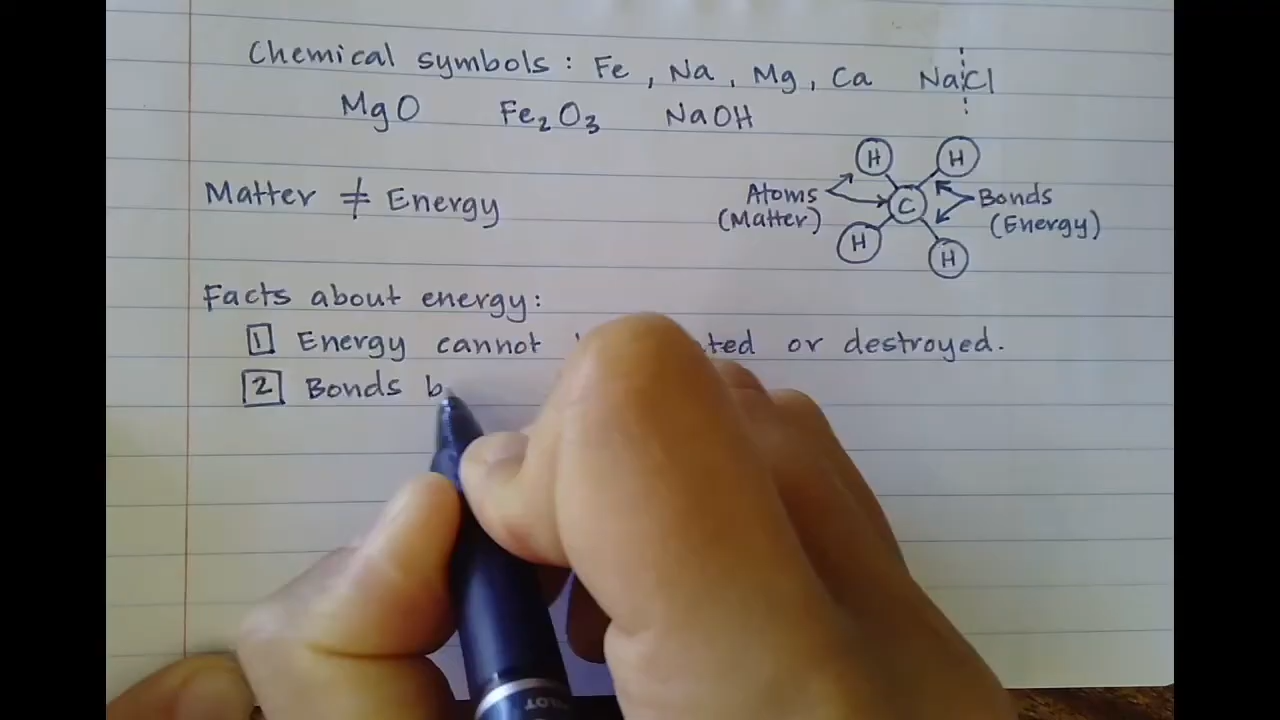 Chemical symbols : Fe , Na , Mg , Ca NaCl
MgO Fe₂O₃ NaOH
Matter ≠ Energy
H H
Atoms C Bonds
(Matter) (Energy)
H H
Facts about energy:
1 Energy cannot or destroyed.
2 Bonds b